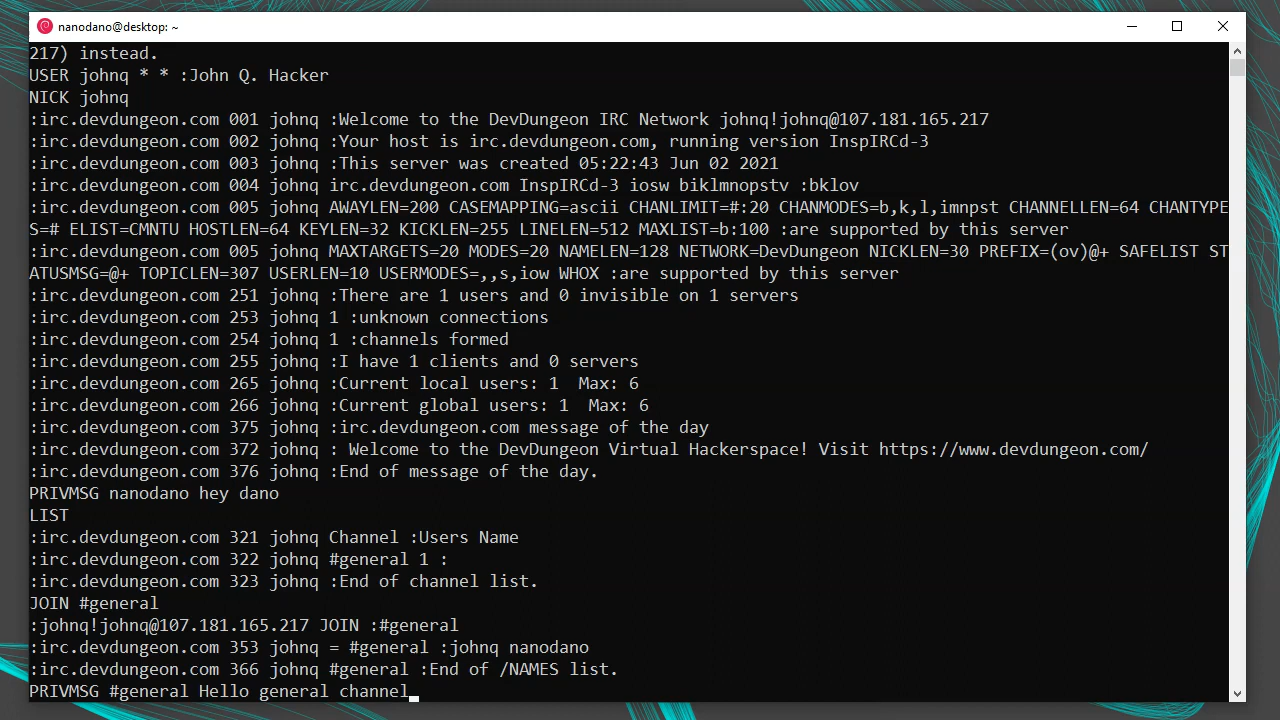 nanodano@desktop: ~
217) instead.
USER johnq * * :John Q. Hacker
NICK johnq
:irc.devdungeon.com 001 johnq :Welcome to the DevDungeon IRC Network johnq!johnq@107.181.165.217
:irc.devdungeon.com 002 johnq :Your host is irc.devdungeon.com, running version InspIRCd-3
:irc.devdungeon.com 003 johnq :This server was created 05:22:43 Jun 02 2021
:irc.devdungeon.com 004 johnq irc.devdungeon.com InspIRCd-3 iosw biklmnopstv :bklov
:irc.devdungeon.com 005 johnq AWAYLEN=200 CASEMAPPING=ascii CHANLIMIT=#:20 CHANMODES=b,k,l,imnpst CHANNELLEN=64 CHANTYPE
S=# ELIST=CMNTU HOSTLEN=64 KEYLEN=32 KICKLEN=255 LINELEN=512 MAXLIST=b:100 :are supported by this server
:irc.devdungeon.com 005 johnq MAXTARGETS=20 MODES=20 NAMELEN=128 NETWORK=DevDungeon NICKLEN=30 PREFIX=(ov)@+ SAFELIST ST
ATUSMSG=@+ TOPICLEN=307 USERLEN=10 USERMODES=,,s,iow WHOX :are supported by this server
:irc.devdungeon.com 251 johnq :There are 1 users and 0 invisible on 1 servers
:irc.devdungeon.com 253 johnq 1 :unknown connections
:irc.devdungeon.com 254 johnq 1 :channels formed
:irc.devdungeon.com 255 johnq :I have 1 clients and 0 servers
:irc.devdungeon.com 265 johnq :Current local users: 1  Max: 6
:irc.devdungeon.com 266 johnq :Current global users: 1  Max: 6
:irc.devdungeon.com 375 johnq :irc.devdungeon.com message of the day
:irc.devdungeon.com 372 johnq : Welcome to the DevDungeon Virtual Hackerspace! Visit https://www.devdungeon.com/
:irc.devdungeon.com 376 johnq :End of message of the day.
PRIVMSG nanodano hey dano
LIST
:irc.devdungeon.com 321 johnq Channel :Users Name
:irc.devdungeon.com 322 johnq #general 1 :
:irc.devdungeon.com 323 johnq :End of channel list.
JOIN #general
:johnq!johnq@107.181.165.217 JOIN :#general
:irc.devdungeon.com 353 johnq = #general :johnq nanodano
:irc.devdungeon.com 366 johnq #general :End of /NAMES list.
PRIVMSG #general Hello general channel